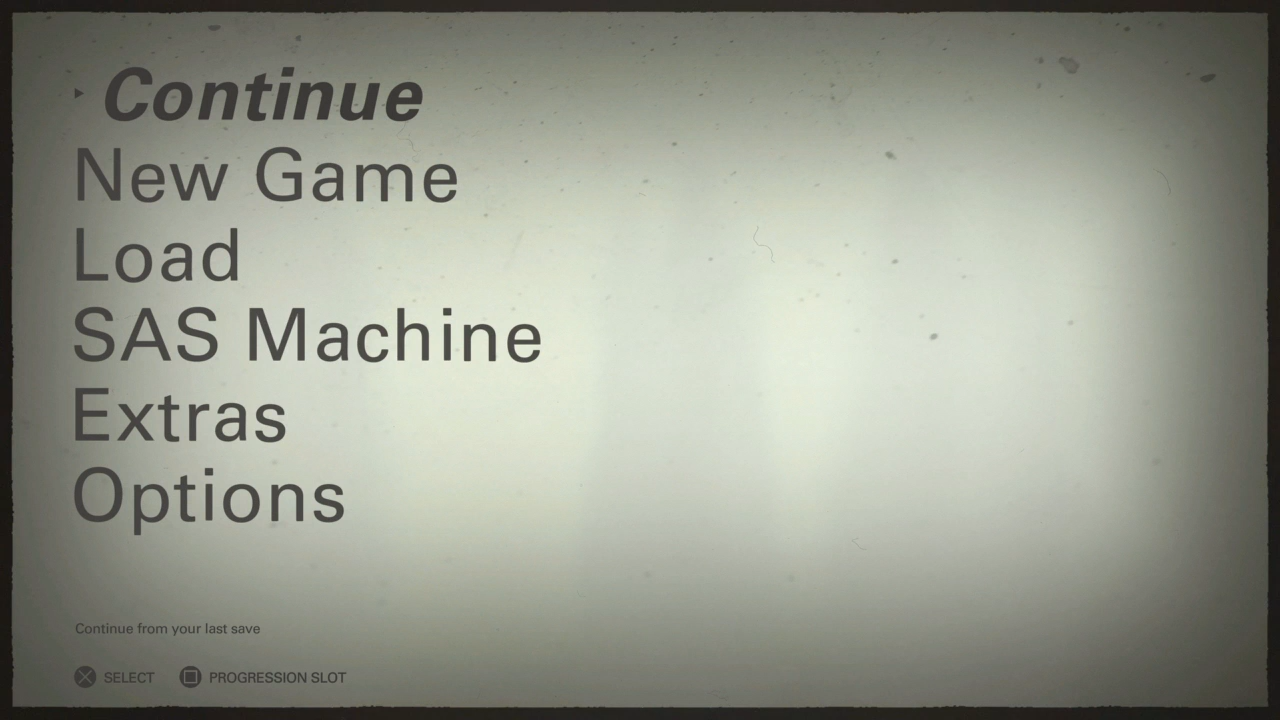 Continue
New Game
Load
SAS Machine
Extras
Options
Continue from your last save
SELECT PROGRESSION SLOT